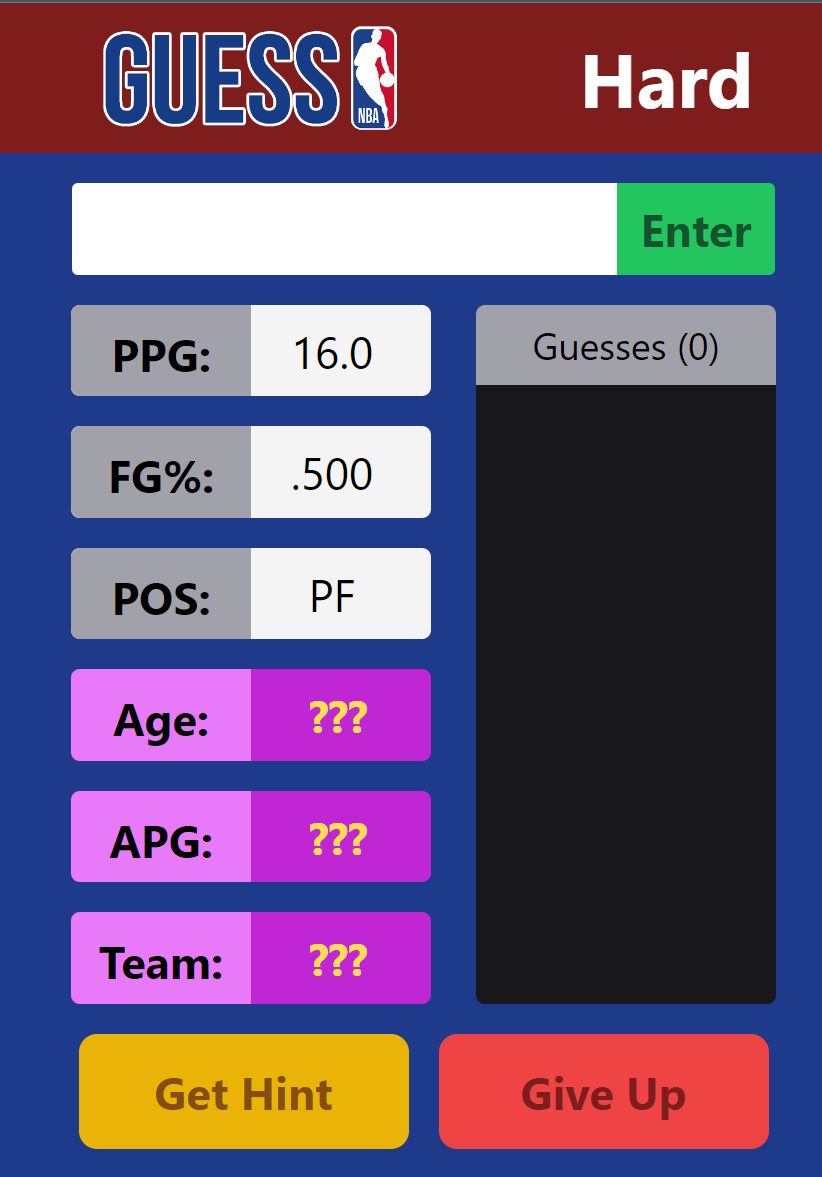 GUESS NBA
Hard
Enter
PPG: 16.0
Guesses (0)
FG%: .500
POS: PF
Age: ???
APG: ???
Team: ???
Get Hint
Give Up